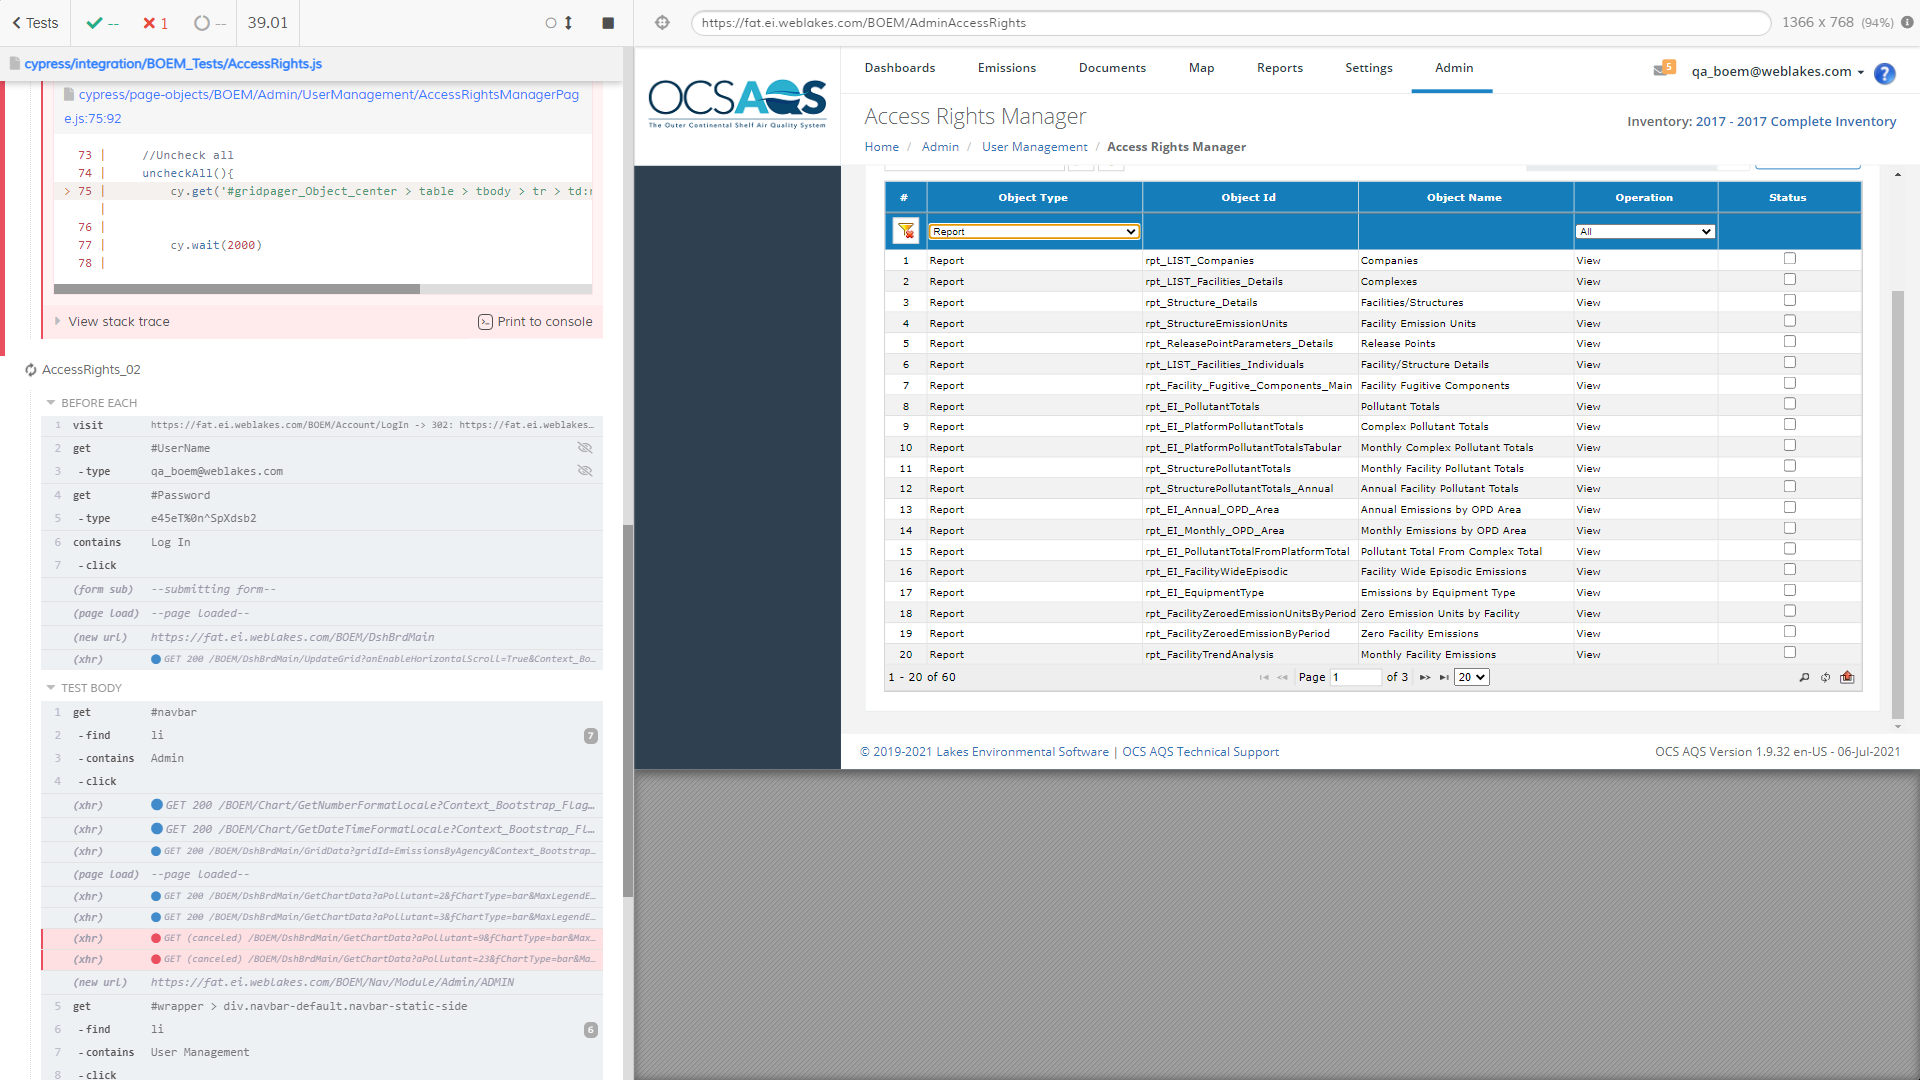 Tests
--
1
--
39.01
cypress/integration/BOEM_Tests/AccessRights.js
cypress/page-objects/BOEM/Admin/UserManagement/AccessRightsManagerPag
e.js:75:92
73 | //Uncheck all
74 | uncheckAll(){
> 75 | cy.get('#gridpager_Object_center > table > tbody > tr > td:
|
76 |
77 | cy.wait(2000)
78 |
View stack trace
Print to console
AccessRights_02
BEFORE EACH
1 visit https://fat.ei.weblakes.com/BOEM/Account/LogIn -> 302: https://fat.ei.weblakes…
2 get #UserName
3 -type qa_boem@weblakes.com
4 get #Password
5 -type e45eT%0n^SpXdsb2
6 contains Log In
7 -click
(form sub) --submitting form--
(page load) --page loaded--
(new url) https://fat.ei.weblakes.com/BOEM/DshBrdMain
(xhr) GET 200 /BOEM/DshBrdMain/UpdateGrid?anEnableHorizontalScroll=True&Context_Bo…
TEST BODY
1 get #navbar
2 -find li 7
3 -contains Admin
4 -click
(xhr) GET 200 /BOEM/Chart/GetNumberFormatLocale?Context_Bootstrap_Flag…
(xhr) GET 200 /BOEM/Chart/GetDateTimeFormatLocale?Context_Bootstrap_Fl…
(xhr) GET 200 /BOEM/DshBrdMain/GridData?gridId=EmissionsByAgency&Context_Bootstrap…
(page load) --page loaded--
(xhr) GET 200 /BOEM/DshBrdMain/GetChartData?aPollutant=2&fChartType=bar&MaxLegendE…
(xhr) GET 200 /BOEM/DshBrdMain/GetChartData?aPollutant=3&fChartType=bar&MaxLegendE…
(xhr) GET (canceled) /BOEM/DshBrdMain/GetChartData?aPollutant=9&fChartType=bar&Max…
(xhr) GET (canceled) /BOEM/DshBrdMain/GetChartData?aPollutant=23&fChartType=bar&Ma…
(new url) https://fat.ei.weblakes.com/BOEM/Nav/Module/Admin/ADMIN
5 get #wrapper > div.navbar-default.navbar-static-side
6 -find li 6
7 -contains User Management
8 -click
https://fat.ei.weblakes.com/BOEM/AdminAccessRights
1366 x 768 (94%)
OCSAQS
The Outer Continental Shelf Air Quality System
Dashboards Emissions Documents Map Reports Settings Admin
5
qa_boem@weblakes.com
?
Access Rights Manager
Inventory: 2017 - 2017 Complete Inventory
Home / Admin / User Management / Access Rights Manager
# Object Type Object Id Object Name Operation Status
Report All
1 Report rpt_LIST_Companies Companies View
2 Report rpt_LIST_Facilities_Details Complexes View
3 Report rpt_Structure_Details Facilities/Structures View
4 Report rpt_StructureEmissionUnits Facility Emission Units View
5 Report rpt_ReleasePointParameters_Details Release Points View
6 Report rpt_LIST_Facilities_Individuals Facility/Structure Details View
7 Report rpt_Facility_Fugitive_Components_Main Facility Fugitive Components View
8 Report rpt_EI_PollutantTotals Pollutant Totals View
9 Report rpt_EI_PlatformPollutantTotals Complex Pollutant Totals View
10 Report rpt_EI_PlatformPollutantTotalsTabular Monthly Complex Pollutant Totals View
11 Report rpt_StructurePollutantTotals Monthly Facility Pollutant Totals View
12 Report rpt_StructurePollutantTotals_Annual Annual Facility Pollutant Totals View
13 Report rpt_EI_Annual_OPD_Area Annual Emissions by OPD Area View
14 Report rpt_EI_Monthly_OPD_Area Monthly Emissions by OPD Area View
15 Report rpt_EI_PollutantTotalFromPlatformTotal Pollutant Total From Complex Total View
16 Report rpt_EI_FacilityWideEpisodic Facility Wide Episodic Emissions View
17 Report rpt_EI_EquipmentType Emissions by Equipment Type View
18 Report rpt_FacilityZeroedEmissionUnitsByPeriod Zero Emission Units by Facility View
19 Report rpt_FacilityZeroedEmissionByPeriod Zero Facility Emissions View
20 Report rpt_FacilityTrendAnalysis Monthly Facility Emissions View
1 - 20 of 60
Page 1 of 3 20
© 2019-2021 Lakes Environmental Software | OCS AQS Technical Support
OCS AQS Version 1.9.32 en-US - 06-Jul-2021